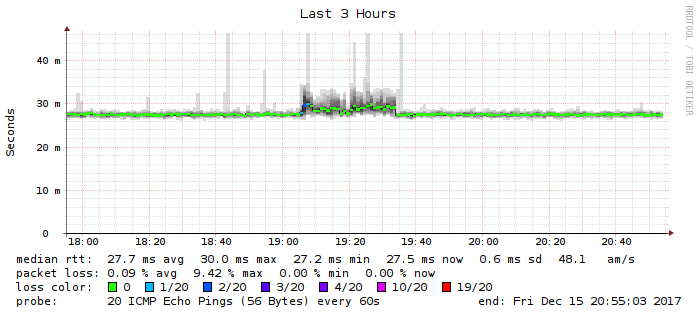 Last 3 Hours
RRDTOOL / TOBI OETIKER
Seconds
40 m
30 m
20 m
10 m
0
18:00 18:20 18:40 19:00 19:20 19:40 20:00 20:20 20:40
median rtt: 27.7 ms avg 30.0 ms max 27.2 ms min 27.5 ms now 0.6 ms sd 48.1 am/s
packet loss: 0.09 % avg 9.42 % max 0.00 % min 0.00 % now
loss color: 0 1/20 2/20 3/20 4/20 10/20 19/20
probe: 20 ICMP Echo Pings (56 Bytes) every 60s end: Fri Dec 15 20:55:03 2017